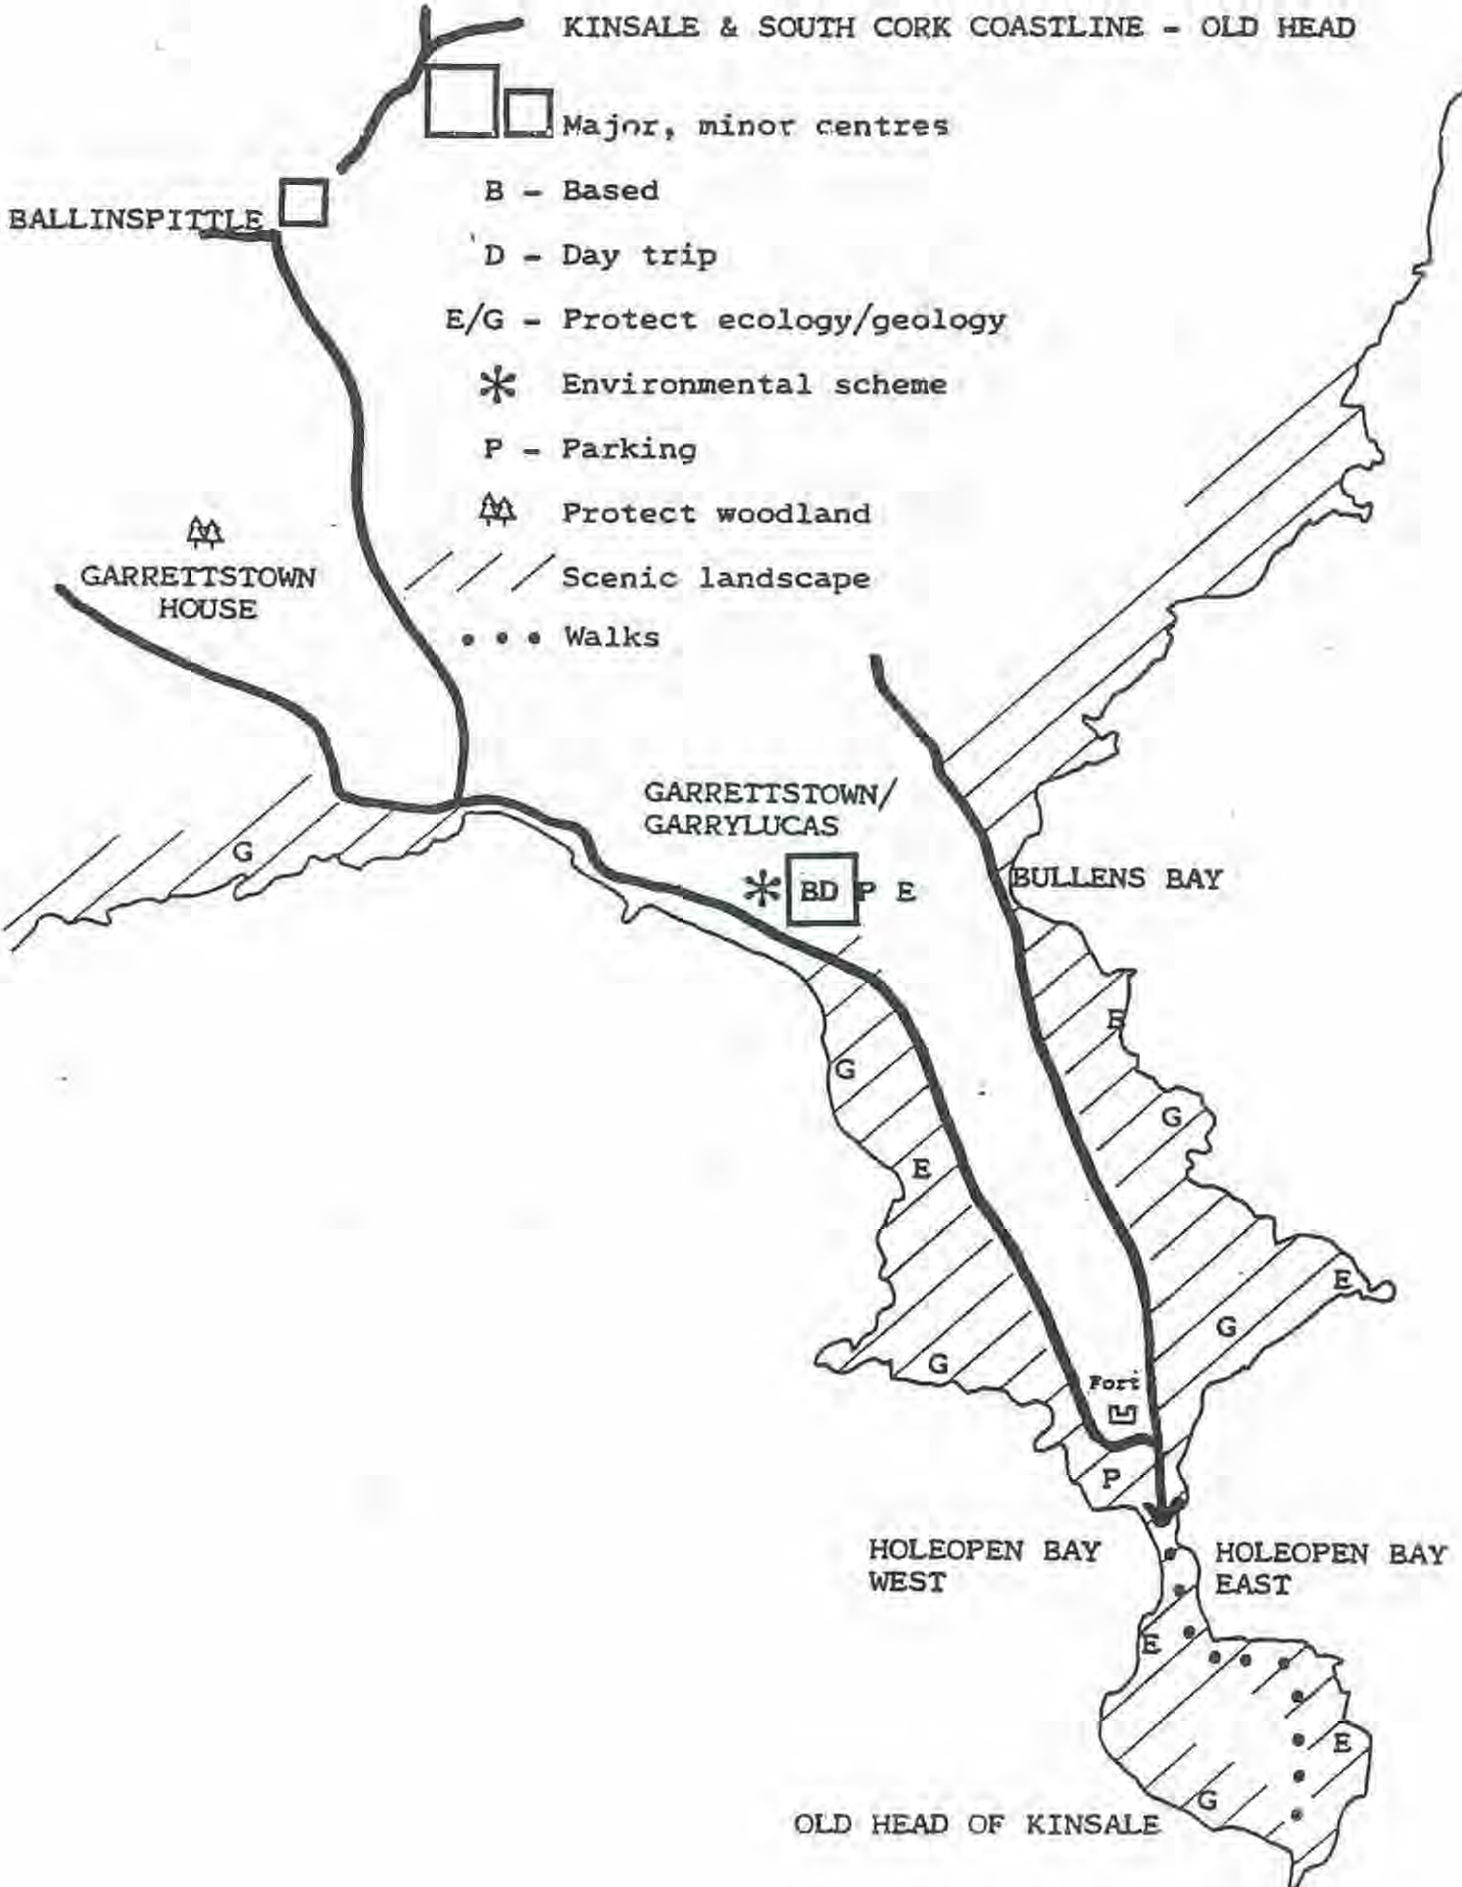 KINSALE & SOUTH CORK COASTLINE - OLD HEAD
Major, minor centres
B - Based
BALLINSPITTLE
D - Day trip
E/G - Protect ecology/geology
Environmental scheme
P - Parking
Protect woodland
GARRETTSTOWN
HOUSE
Scenic landscape
Walks
GARRETTSTOWN/
GARRYLUCAS
G
BD P E
BULLENS BAY
E
G
G
E
E
G
G
Fort
P
HOLEOPEN BAY
WEST
HOLEOPEN BAY
EAST
E
E
G
OLD HEAD OF KINSALE